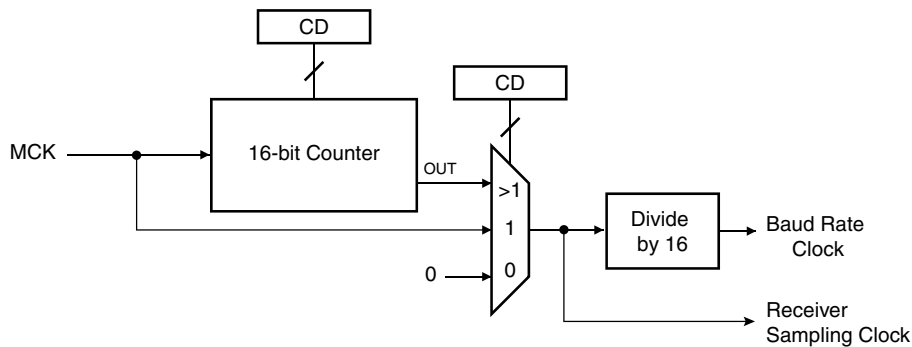 CD
CD
MCK
16-bit Counter
OUT
>1
1
0
0
Divide
by 16
Baud Rate
Clock
Receiver
Sampling Clock